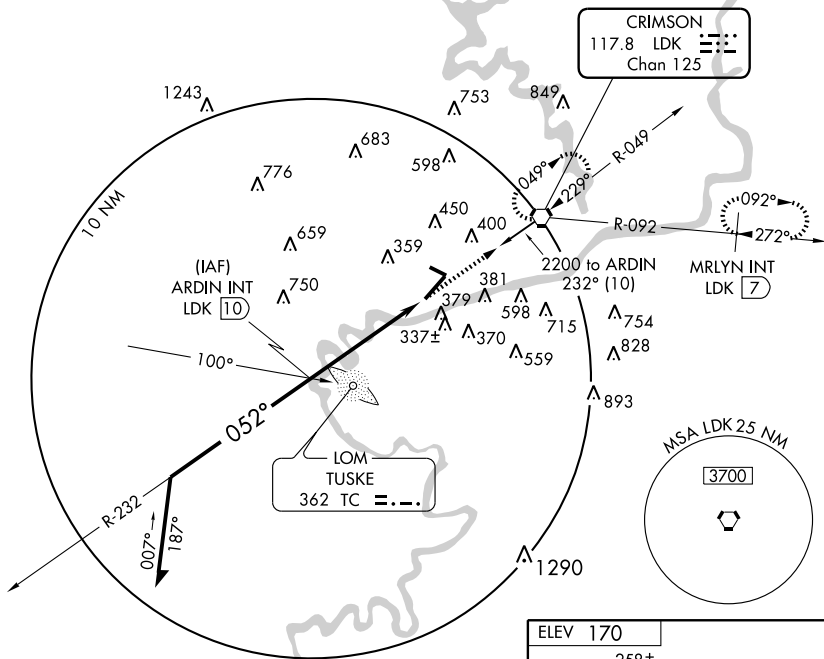 CRIMSON
117.8 LDK
Chan 125
1243
753
849
683
598
776
049°
229°
R-049
10 NM
450
400
R-092
092°
272°
659
359
(IAF)
ARDIN INT
LDK 10
750
2200 to ARDIN
232° (10)
MRLYN INT
LDK 7
381
379
598
715
754
337±
370
559
828
100°
893
052°
LOM
TUSKE
362 TC
MSA LDK 25 NM
3700
R-232
007°
187°
1290
ELEV 170